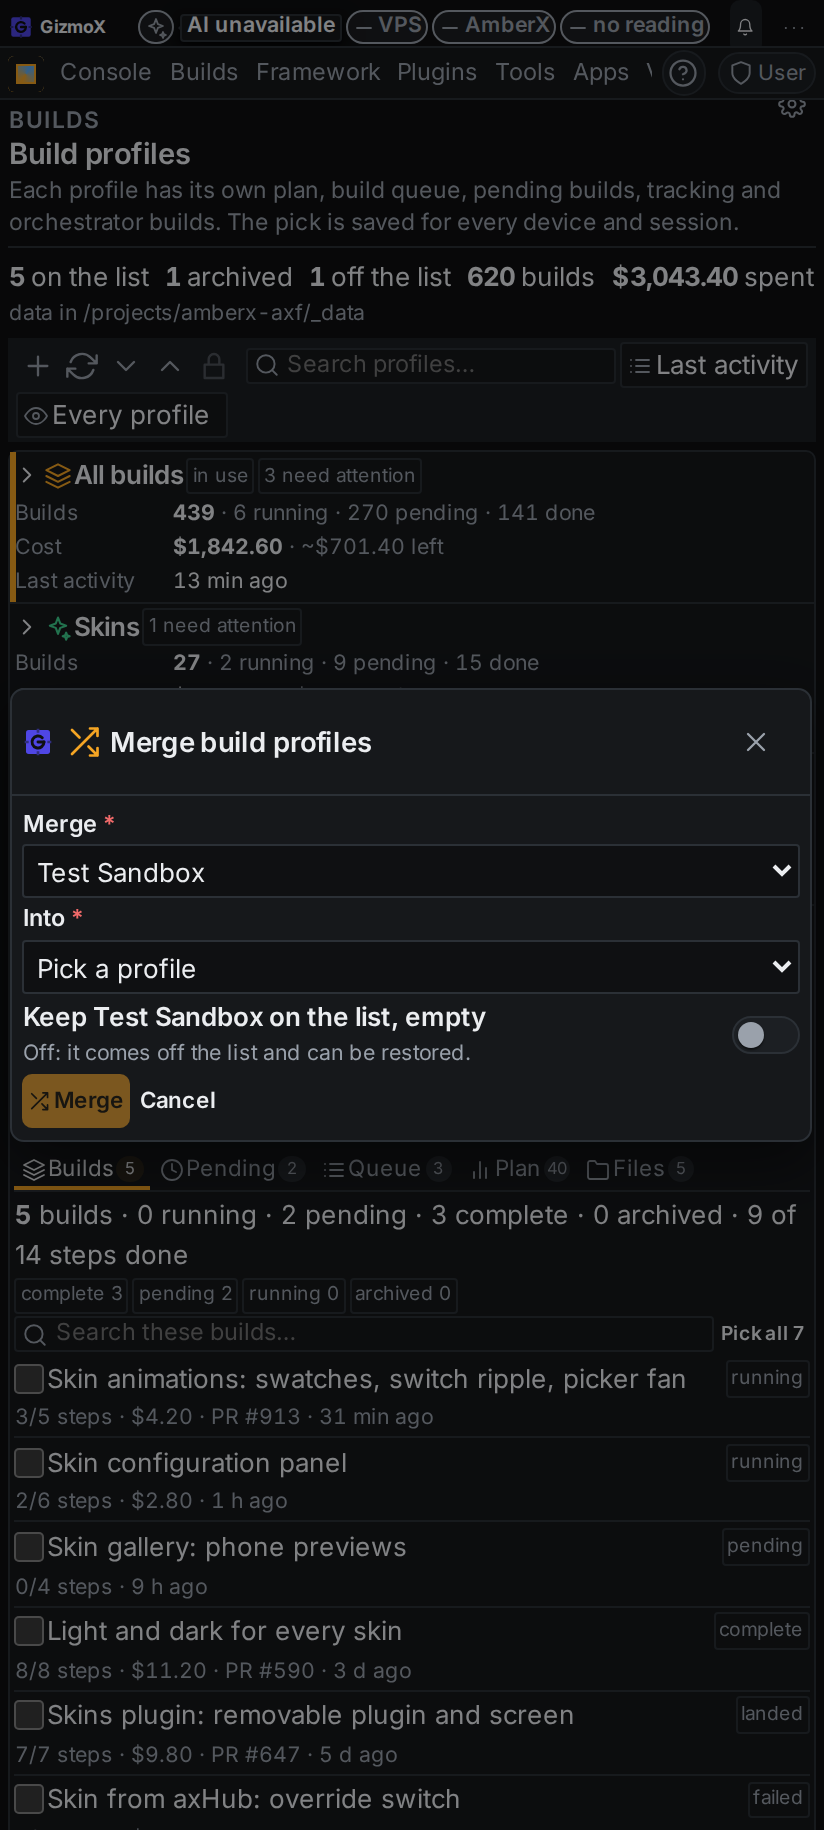 GizmoX
AI unavailable
— VPS
— AmberX
— no reading
Console Builds Framework Plugins Tools Apps
User
BUILDS
Build profiles
Each profile has its own plan, build queue, pending builds, tracking and
orchestrator builds. The pick is saved for every device and session.
5 on the list 1 archived 1 off the list 620 builds $3,043.40 spent
data in /projects/amberx-axf/_data
Search profiles...
Last activity
Every profile
All builds in use 3 need attention
Builds 439 · 6 running · 270 pending · 141 done
Cost $1,842.60 · ~$701.40 left
Last activity 13 min ago
Skins 1 need attention
Builds 27 · 2 running · 9 pending · 15 done
Merge build profiles
Merge *
Test Sandbox
Into *
Pick a profile
Keep Test Sandbox on the list, empty
Off: it comes off the list and can be restored.
Merge Cancel
Builds 5 Pending 2 Queue 3 Plan 40 Files 5
5 builds · 0 running · 2 pending · 3 complete · 0 archived · 9 of
14 steps done
complete 3 pending 2 running 0 archived 0
Search these builds... Pick all 7
Skin animations: swatches, switch ripple, picker fan running
3/5 steps · $4.20 · PR #913 · 31 min ago
Skin configuration panel running
2/6 steps · $2.80 · 1 h ago
Skin gallery: phone previews pending
0/4 steps · 9 h ago
Light and dark for every skin complete
8/8 steps · $11.20 · PR #590 · 3 d ago
Skins plugin: removable plugin and screen landed
7/7 steps · $9.80 · PR #647 · 5 d ago
Skin from axHub: override switch failed